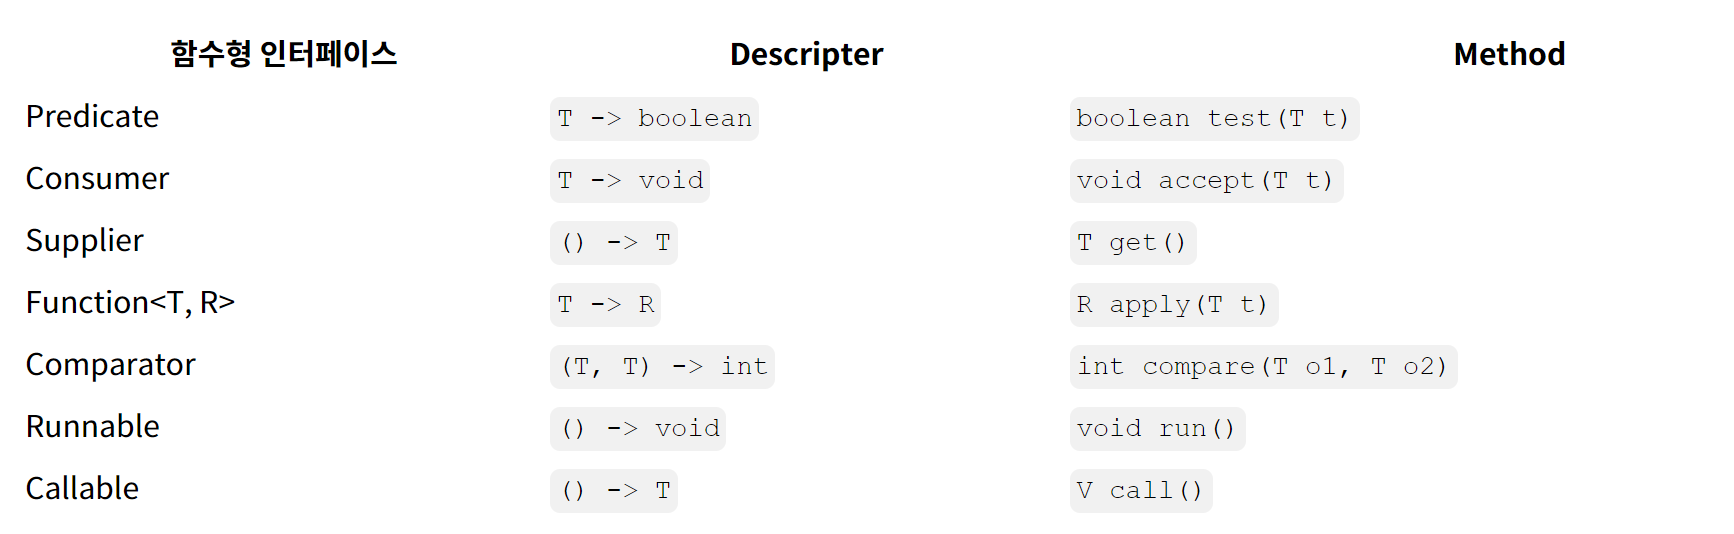 함수형 인터페이스 Descripter Method
Predicate T -> boolean boolean test(T t)
Consumer T -> void void accept(T t)
Supplier () -> T T get()
Function<T, R> T -> R R apply(T t)
Comparator (T, T) -> int int compare(T o1, T o2)
Runnable () -> void void run()
Callable () -> T V call()